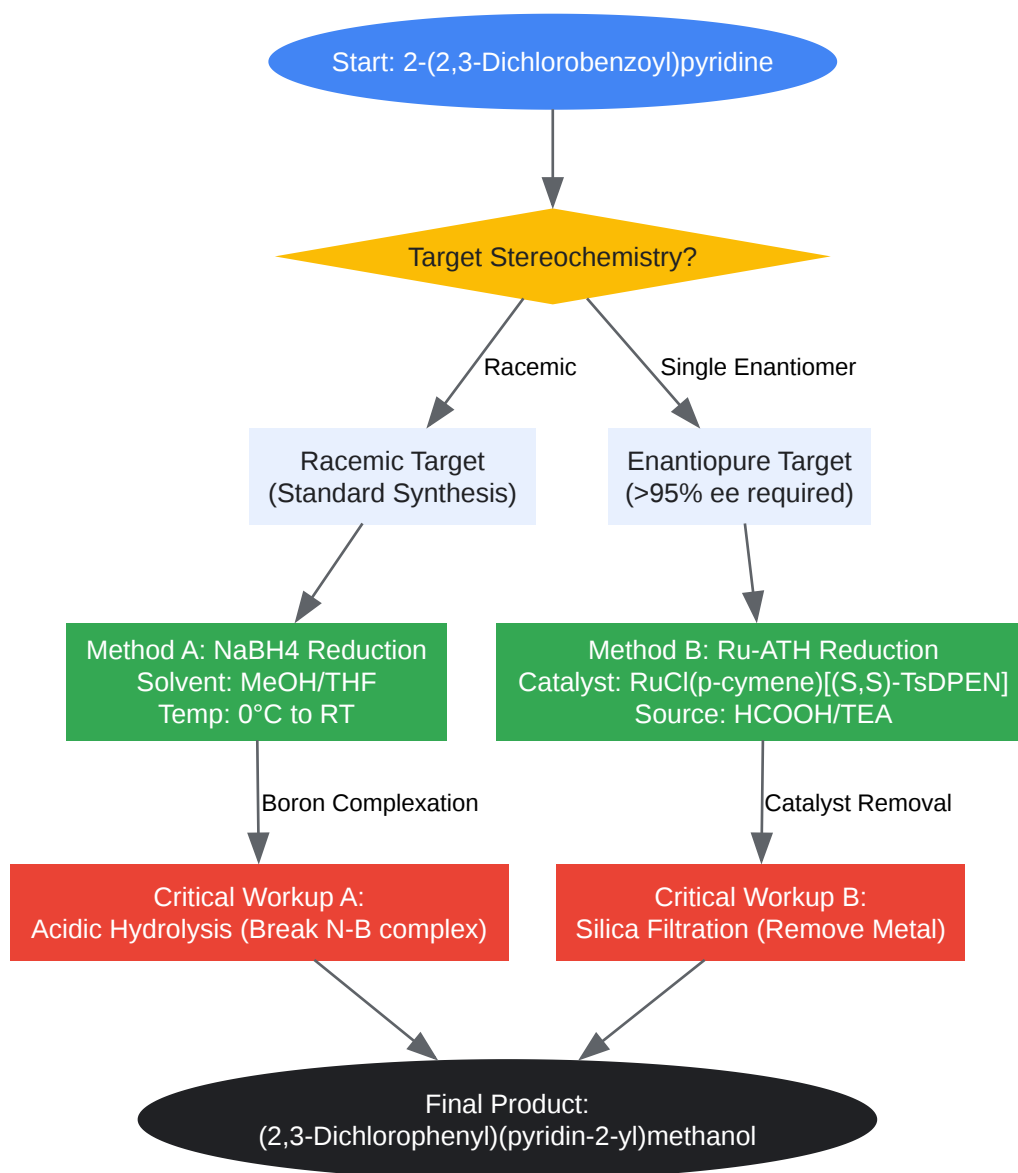 Start: 2-(2,3-Dichlorobenzoyl)pyridine
Target Stereochemistry?
Racemic
Single Enantiomer
Racemic Target
(Standard Synthesis)
Enantiopure Target
(>95% ee required)
Method A: NaBH4 Reduction
Solvent: MeOH/THF
Temp: 0°C to RT
Method B: Ru-ATH Reduction
Catalyst: RuCl(p-cymene)[(S,S)-TsDPEN]
Source: HCOOH/TEA
Boron Complexation
Catalyst Removal
Critical Workup A:
Acidic Hydrolysis (Break N-B complex)
Critical Workup B:
Silica Filtration (Remove Metal)
Final Product:
(2,3-Dichlorophenyl)(pyridin-2-yl)methanol